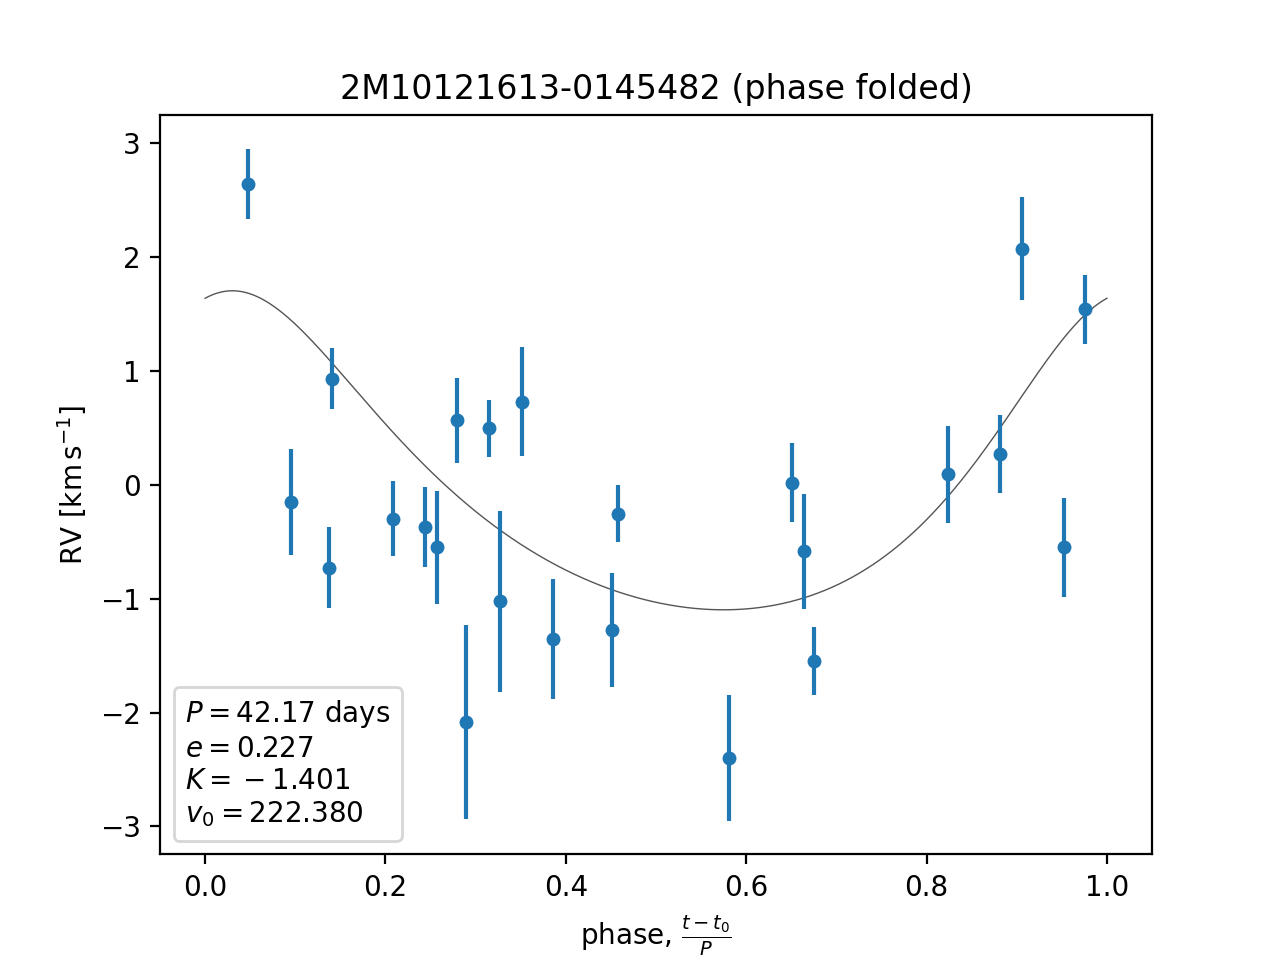 2M10121613-0145482 (phase folded)
RV [km s⁻¹]
3
2
1
0
−1
−2
−3
P = 42.17 days
e = 0.227
K = −1.401
v₀ = 222.380
0.0 0.2 0.4 0.6 0.8 1.0
phase, (t − t₀)/P